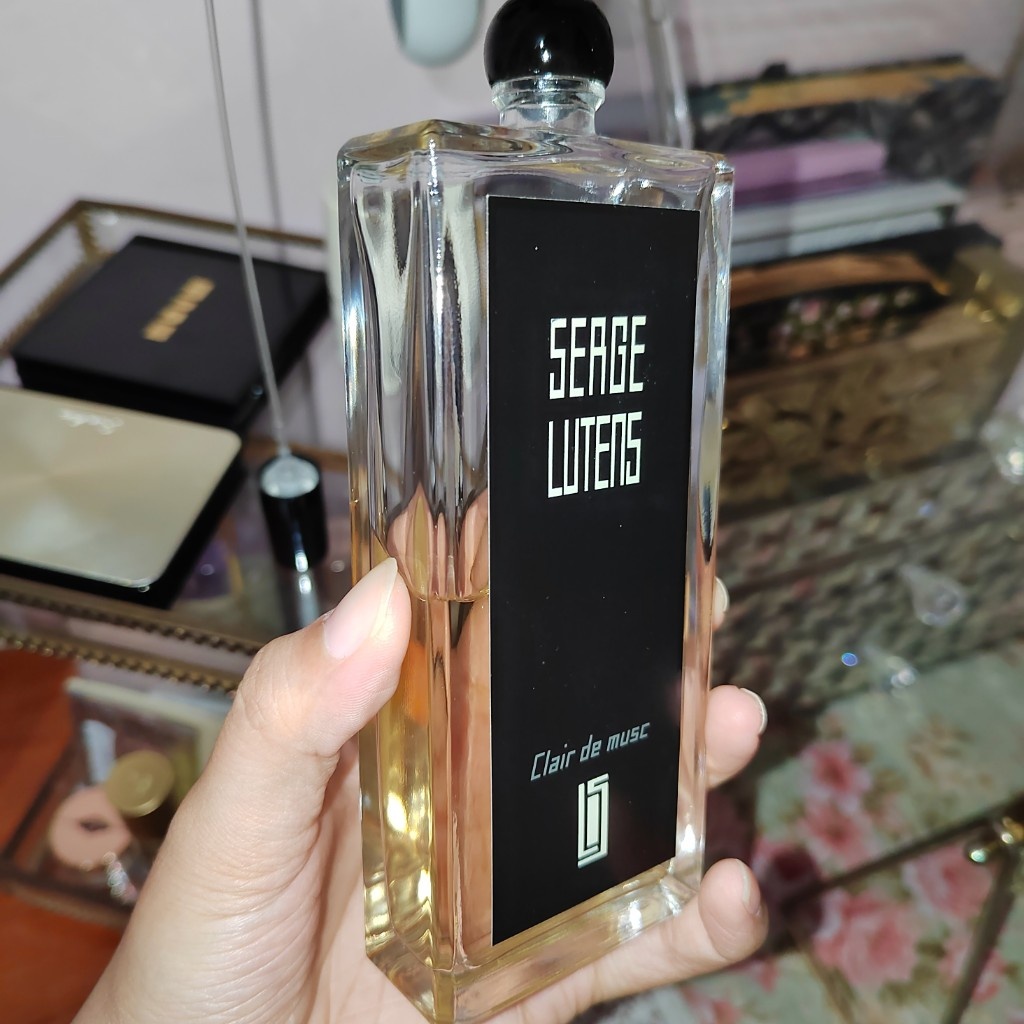 SERGE
LUTENS
Clair de musc